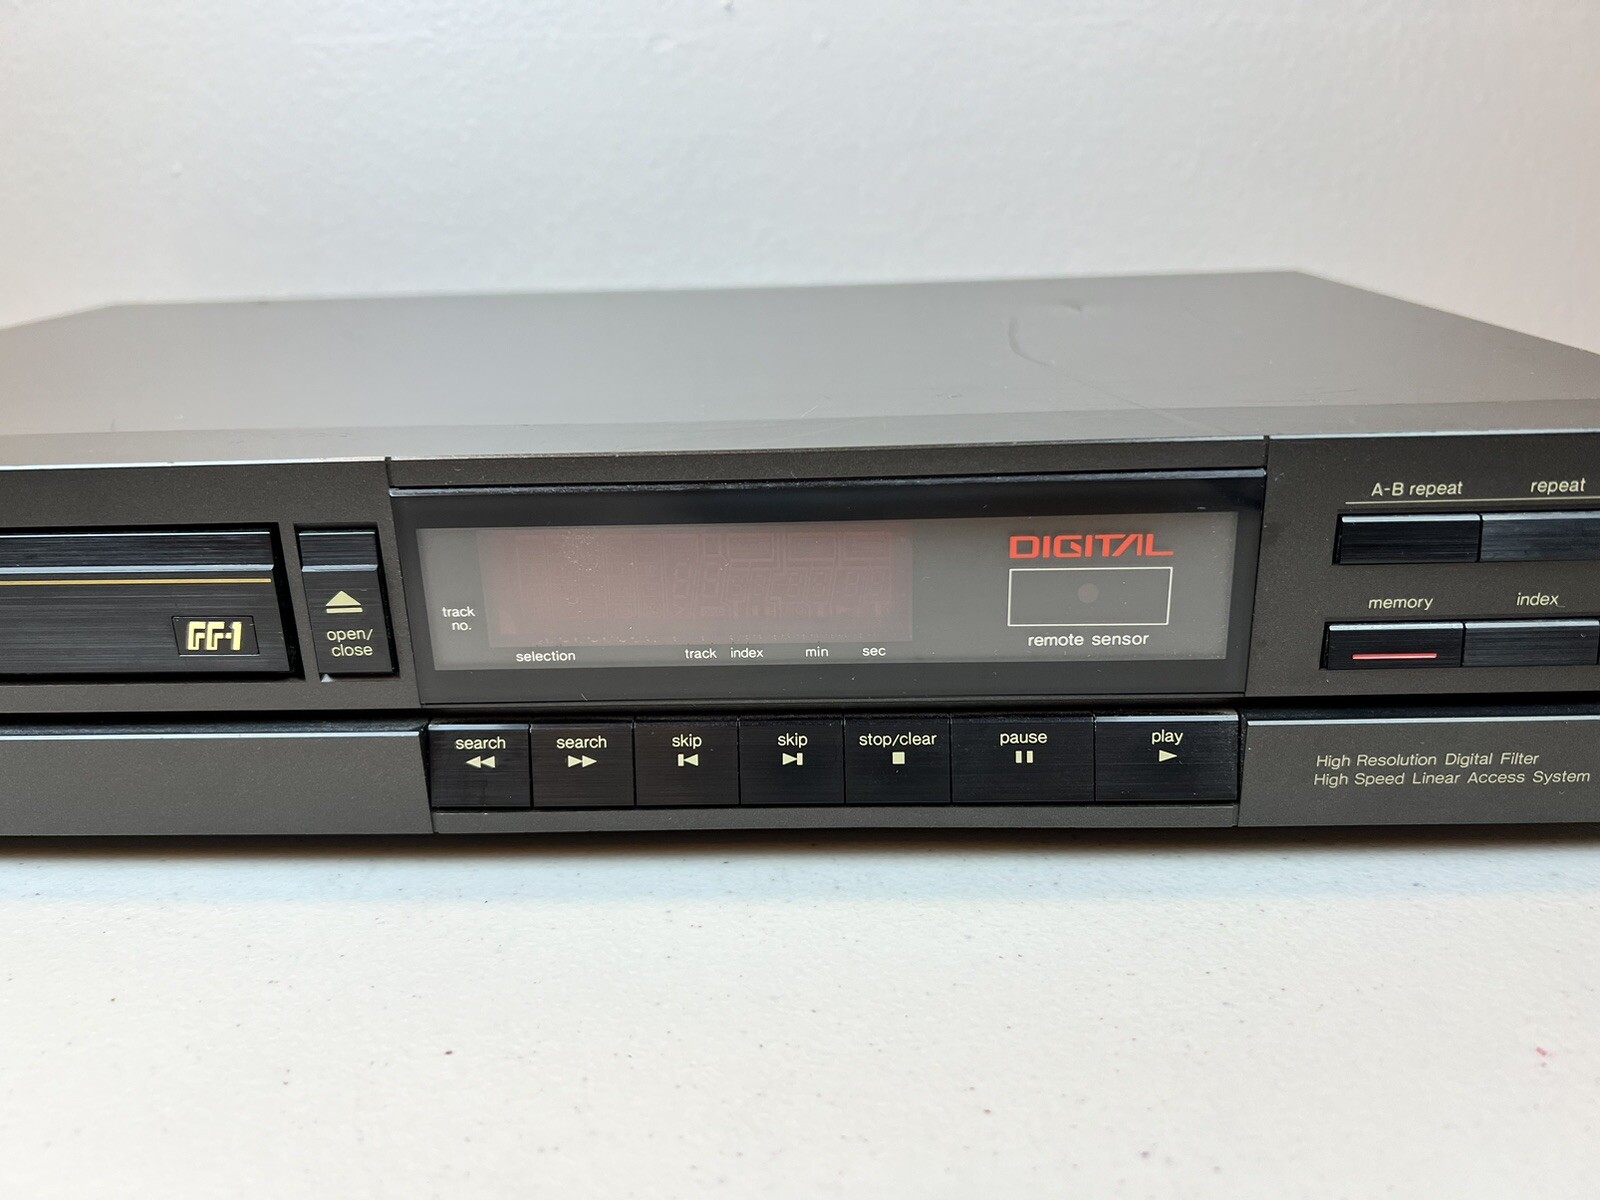 A-B repeat
repeat
DIGITAL
FF-1
open/
close
track
no.
selection
track
index
min
sec
remote sensor
memory
index
search
search
skip
skip
stop/clear
pause
play
High Resolution Digital Filter
High Speed Linear Access System